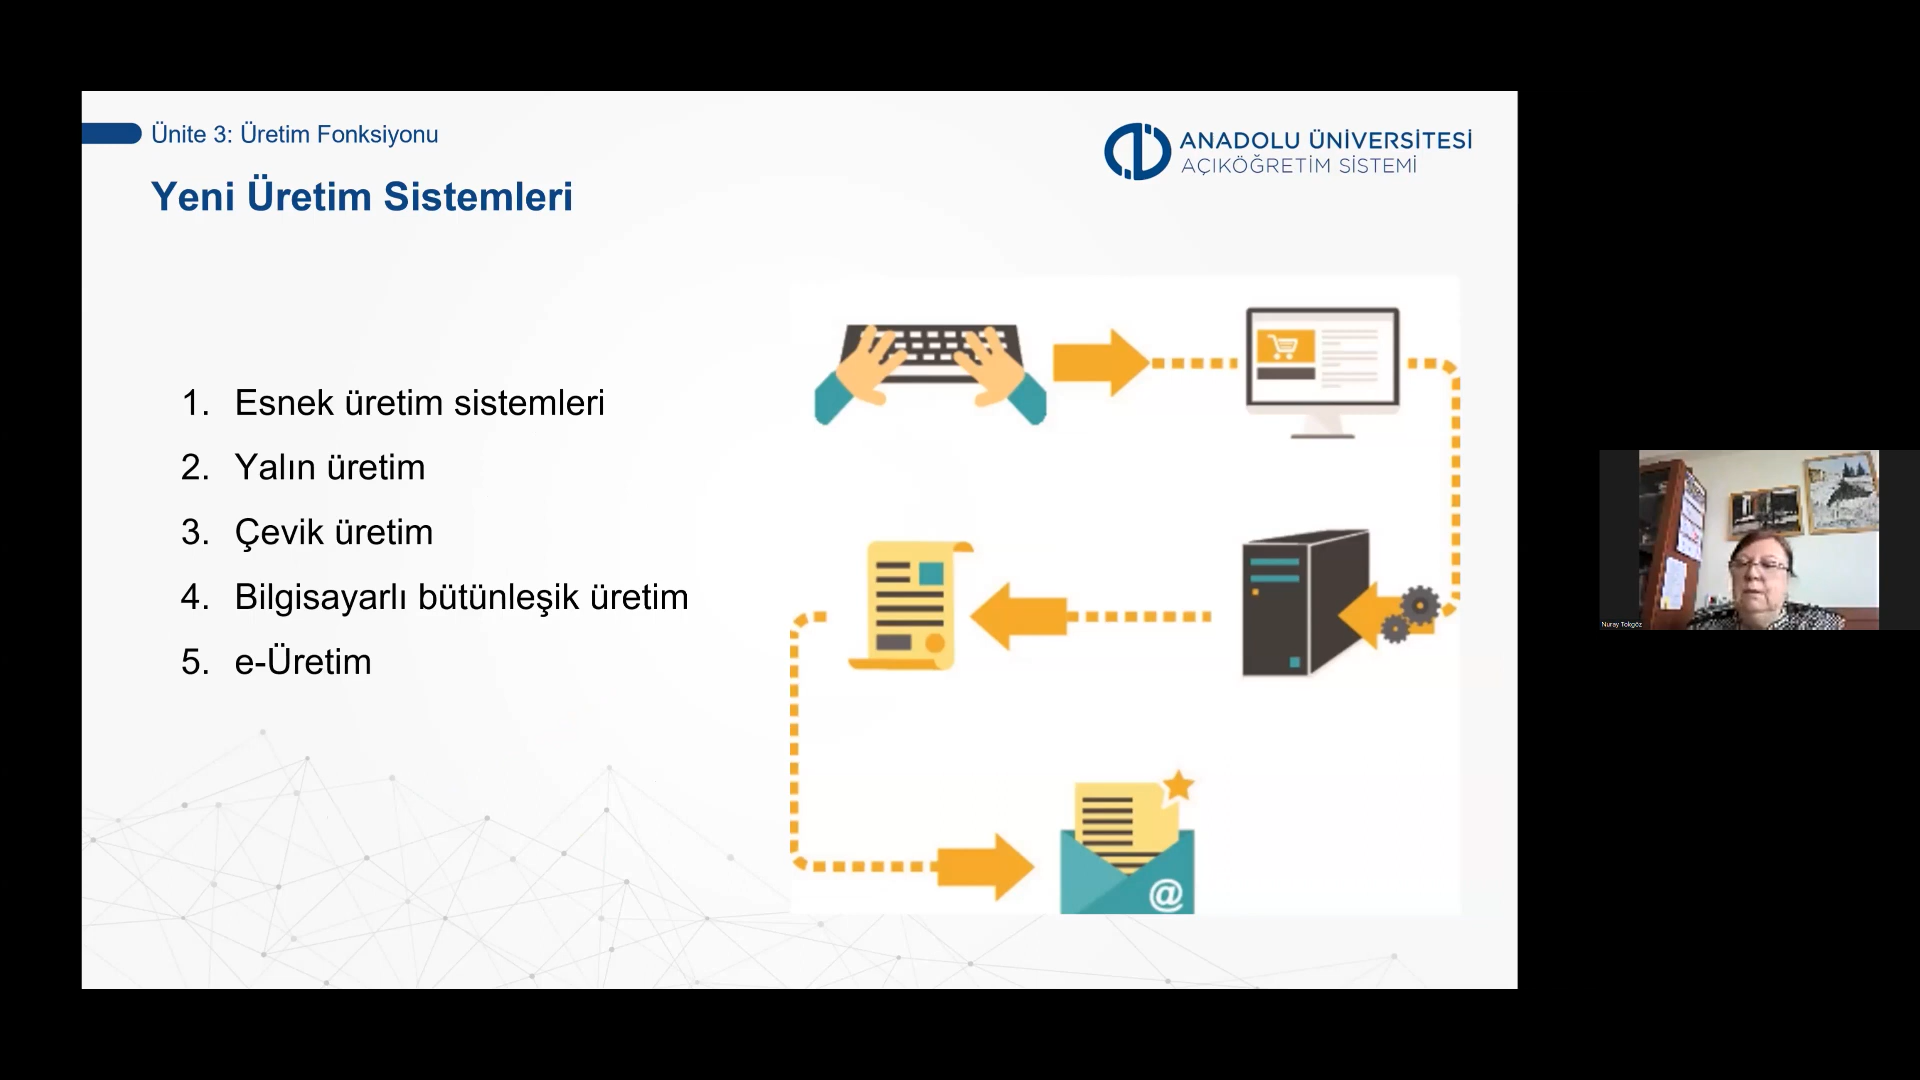 Ünite 3: Üretim Fonksiyonu
ANADOLU ÜNİVERSİTESİ
AÇIKÖĞRETİM SİSTEMİ
Yeni Üretim Sistemleri
1. Esnek üretim sistemleri
2. Yalın üretim
3. Çevik üretim
4. Bilgisayarlı bütünleşik üretim
5. e-Üretim
@
Nuray Tokgöz